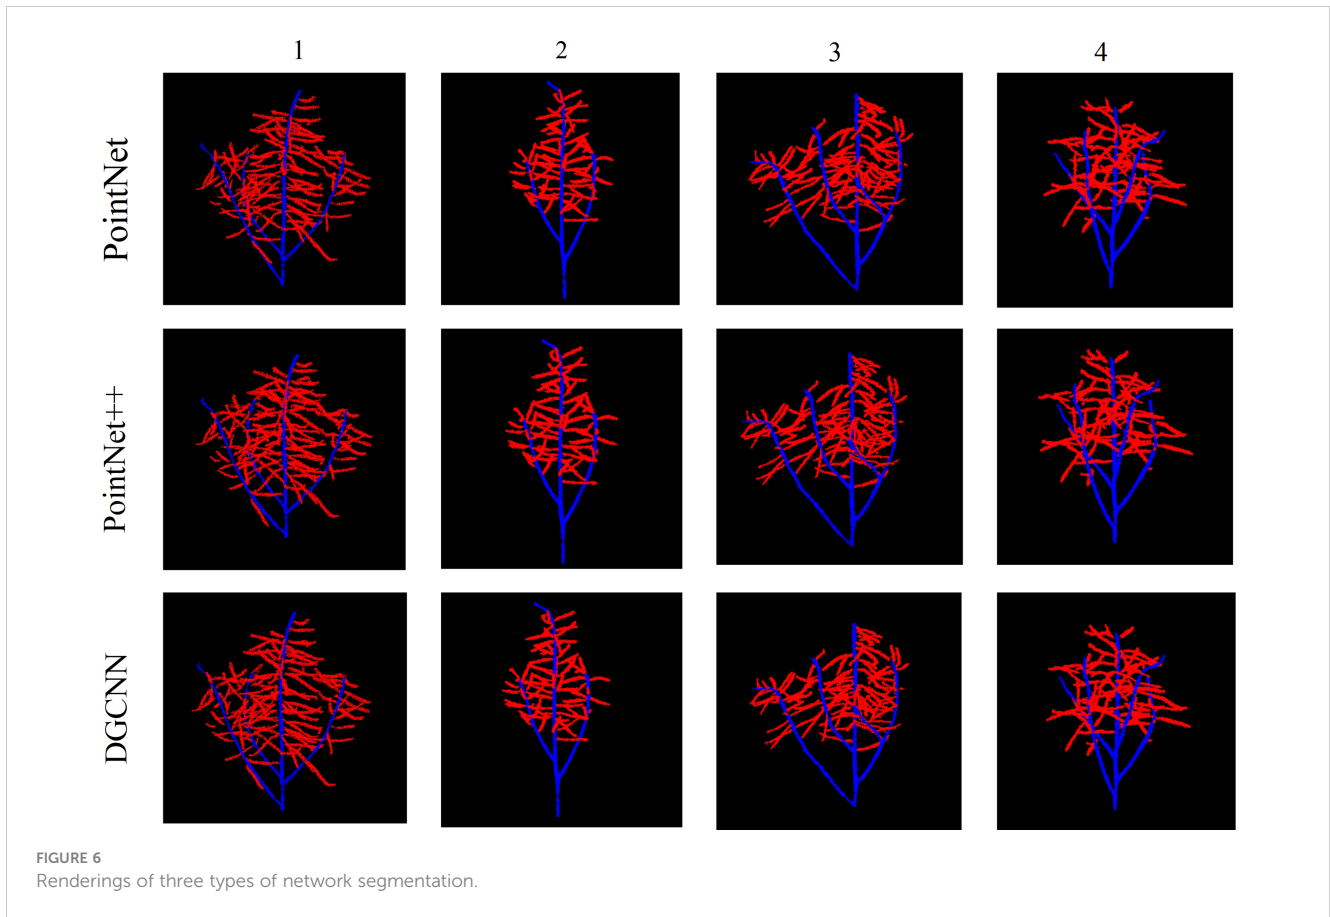 1 2 3 4
PointNet
PointNet++
DGCNN
FIGURE 6
Renderings of three types of network segmentation.